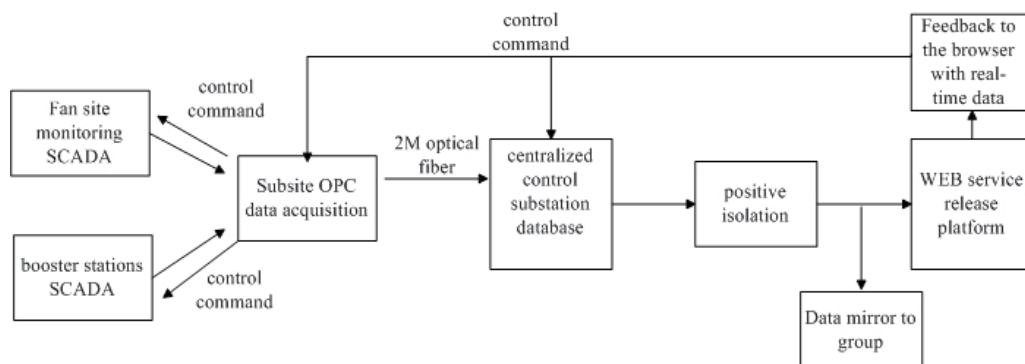 control
command
Feedback to
the browser
with real-
time data
Fan site
monitoring
SCADA
control
command
2M optical
fiber
Subsite OPC
data acquisition
centralized
control
substation
database
positive
isolation
WEB service
release
platform
booster stations
SCADA
control
command
Data mirror to
group